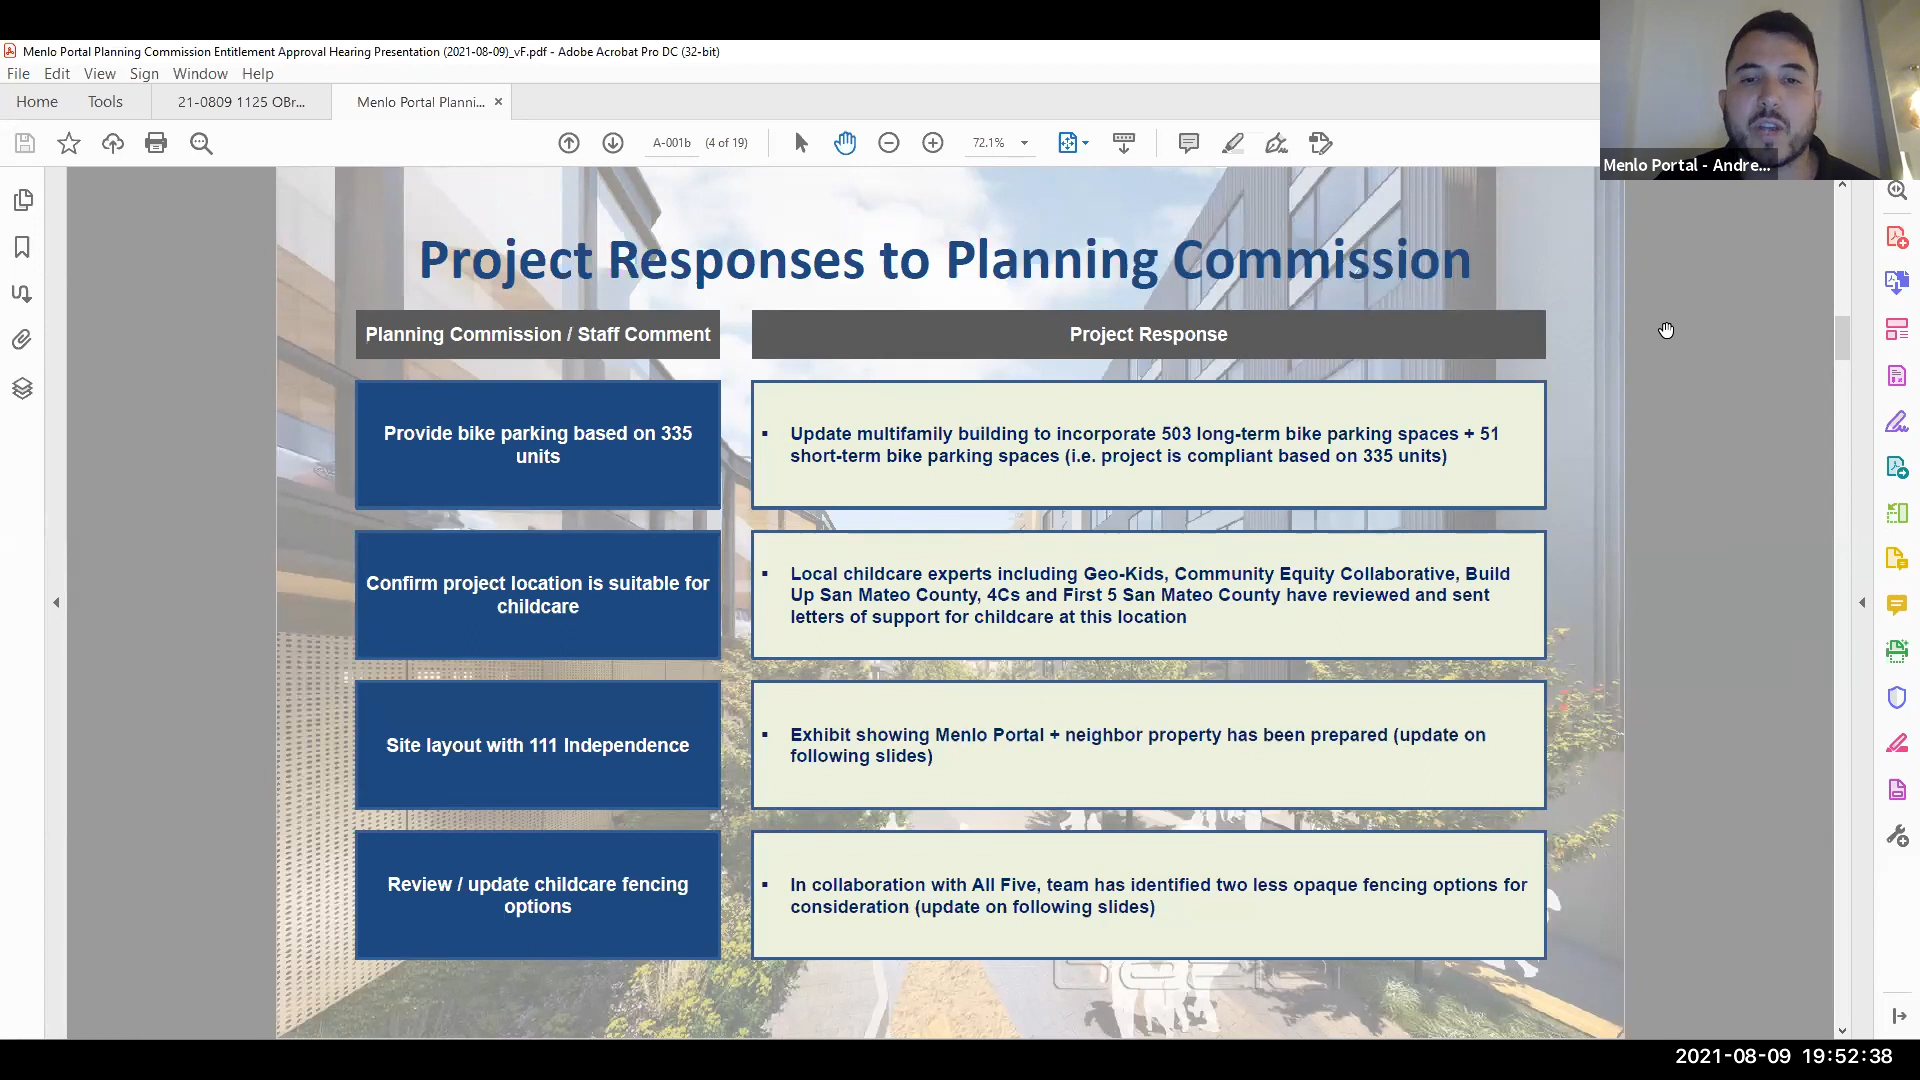 Menlo Portal Planning Commission Entitlement Approval Hearing Presentation (2021-08-09)_vF.pdf - Adobe Acrobat Pro DC (32-bit)
File Edit View Sign Window Help
Home Tools 21-0809 1125 OBr... Menlo Portal Planni... ×
A-001b (4 of 19) 72.1%
Menlo Portal - Andre...
Project Responses to Planning Commission
Planning Commission / Staff Comment
Project Response
Provide bike parking based on 335
units
▪ Update multifamily building to incorporate 503 long-term bike parking spaces + 51
short-term bike parking spaces (i.e. project is compliant based on 335 units)
Confirm project location is suitable for
childcare
▪ Local childcare experts including Geo-Kids, Community Equity Collaborative, Build
Up San Mateo County, 4Cs and First 5 San Mateo County have reviewed and sent
letters of support for childcare at this location
Site layout with 111 Independence
▪ Exhibit showing Menlo Portal + neighbor property has been prepared (update on
following slides)
Review / update childcare fencing
options
▪ In collaboration with All Five, team has identified two less opaque fencing options for
consideration (update on following slides)
2021-08-09 19:52:38